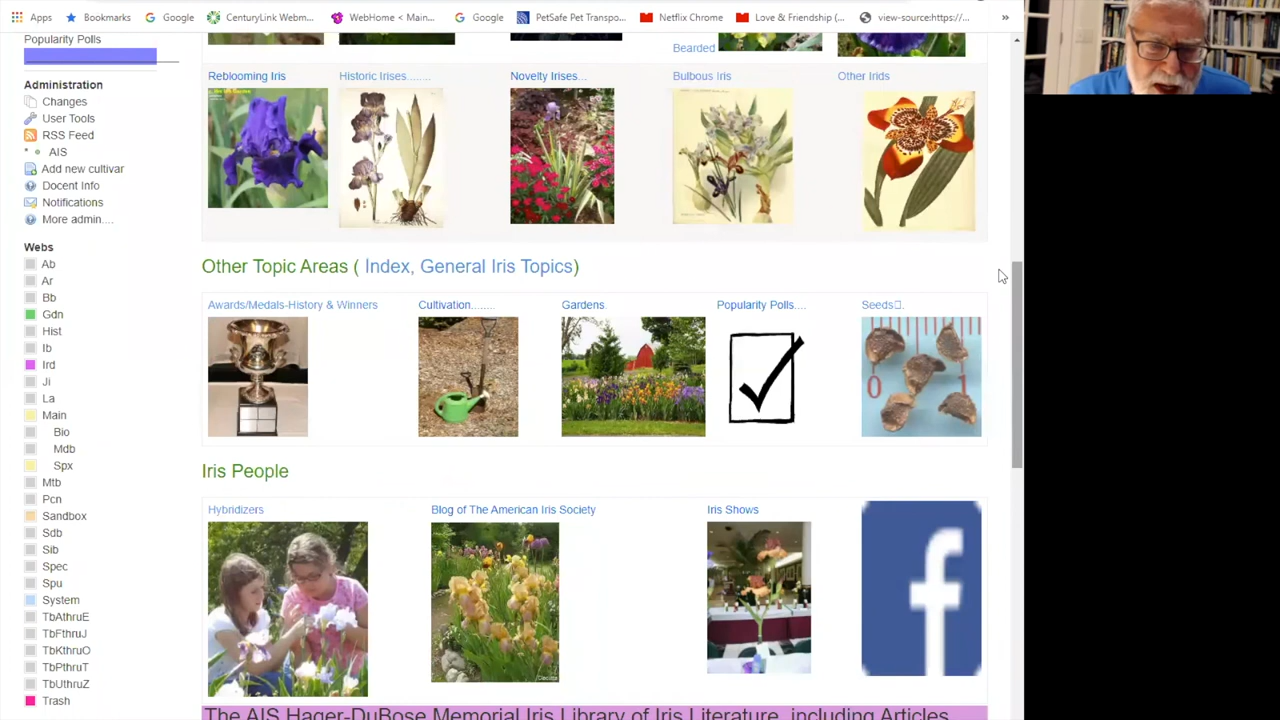 Apps Bookmarks Google CenturyLink Webm... WebHome < Main... Google PetSafe Pet Transpo... Netflix Chrome Love & Friendship (... view-source:https://... »
Popularity Polls
Administration
Changes
User Tools
RSS Feed
AIS
Add new cultivar
Docent Info
Notifications
More admin....
Webs
Ab
Ar
Bb
Gdn
Hist
Ib
Ird
Ji
La
Main
Bio
Mdb
Spx
Mtb
Pcn
Sandbox
Sdb
Sib
Spec
Spu
System
TbAthruE
TbFthruJ
TbKthruO
TbPthruT
TbUthruZ
Trash
Bearded
Reblooming Iris Historic Irises........ Novelty Irises... Bulbous Iris Other Irids
Other Topic Areas ( Index, General Iris Topics)
Awards/Medals-History & Winners Cultivation........ Gardens. Popularity Polls.... Seeds.
0 1
Iris People
Hybridizers Blog of The American Iris Society Iris Shows
f
The AIS Hager-DuBose Memorial Iris Library of Iris Literature, including Articles,